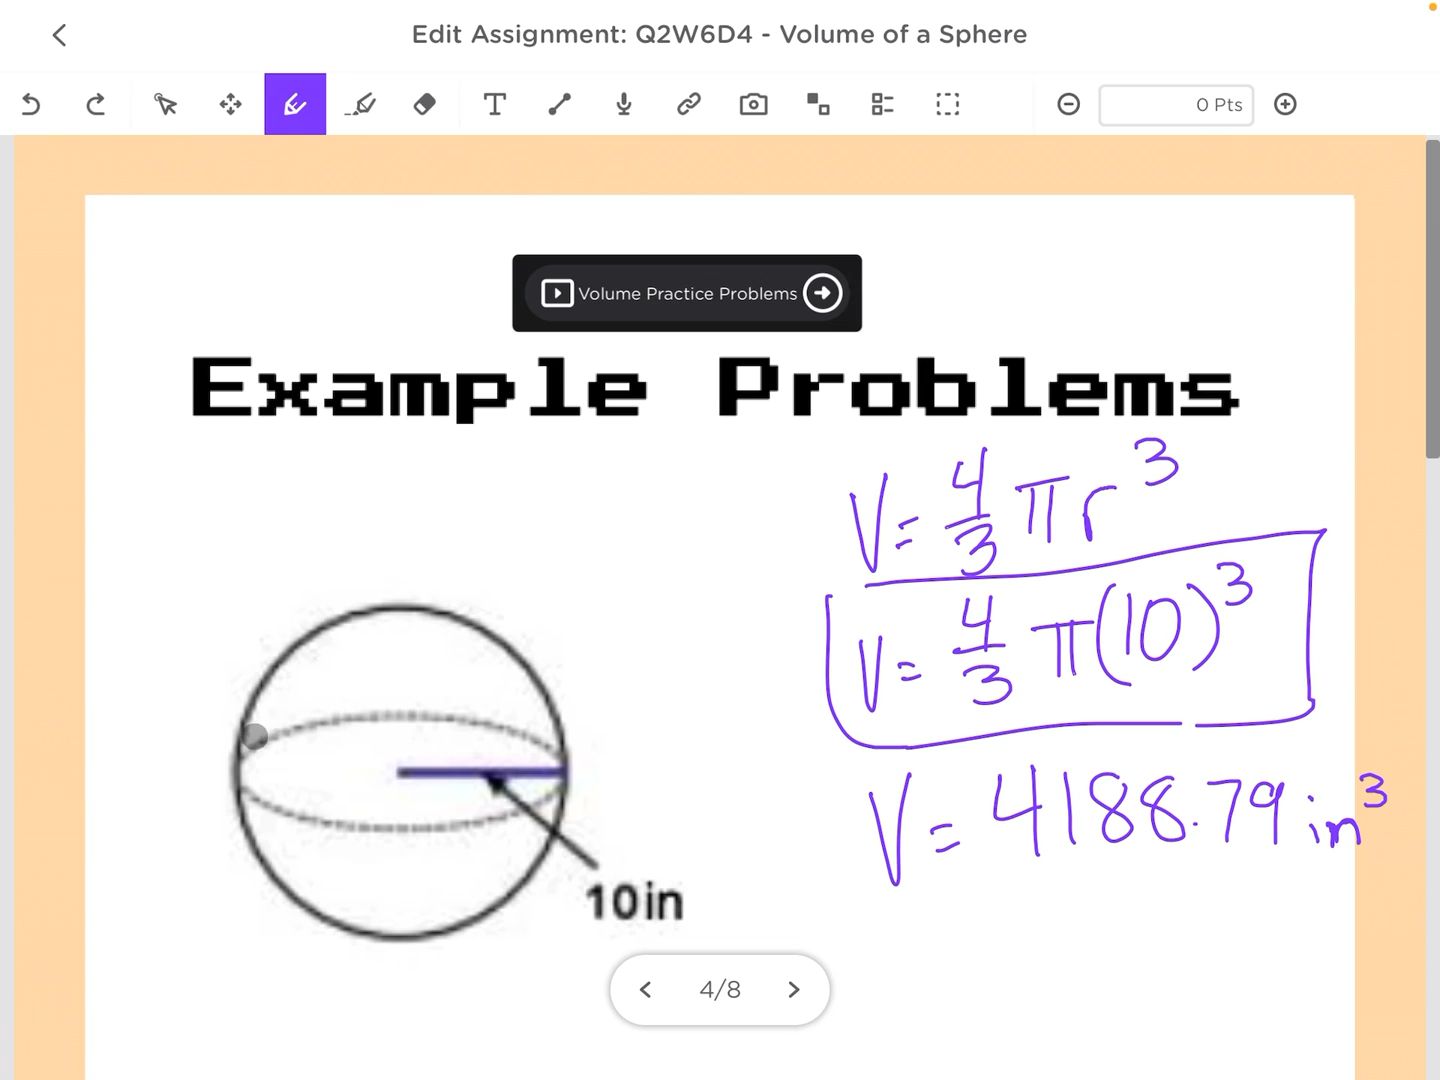 Edit Assignment: Q2W6D4 - Volume of a Sphere
T
0 Pts
Volume Practice Problems
Example Problems
V = 4/3 πr³
V = 4/3 π(10)³
V = 4188.79 in³
10in
4/8